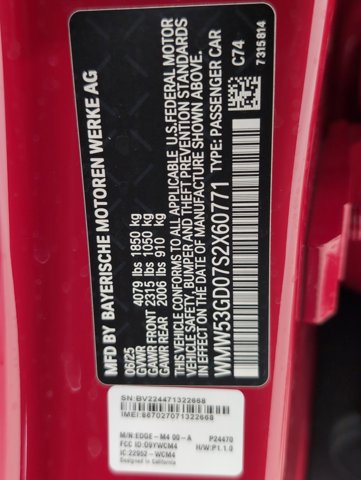 MFD BY BAYERISCHE MOTOREN WERKE AG
06/25
GVWR 4079 lbs 1850 kg
GAWR FRONT 2315 lbs 1050 kg
GAWR REAR 2006 lbs 910 kg
THIS VEHICLE CONFORMS TO ALL APPLICABLE U.S.FEDERAL MOTOR
VEHICLE SAFETY, BUMPER AND THEFT PREVENTION STANDARDS
IN EFFECT ON THE DATE OF MANUFACTURE SHOWN ABOVE.
WMW53GD07S2X60771 TYPE: PASSENGER CAR
C74
7315814
SN:BV224471322668
IMEI:867027071322668
M/N:EDGE-M4 00-A P24470
FCC ID:D9YWCM4 H/W:P1.1.0
IC:22952-WCM4
Designed in California